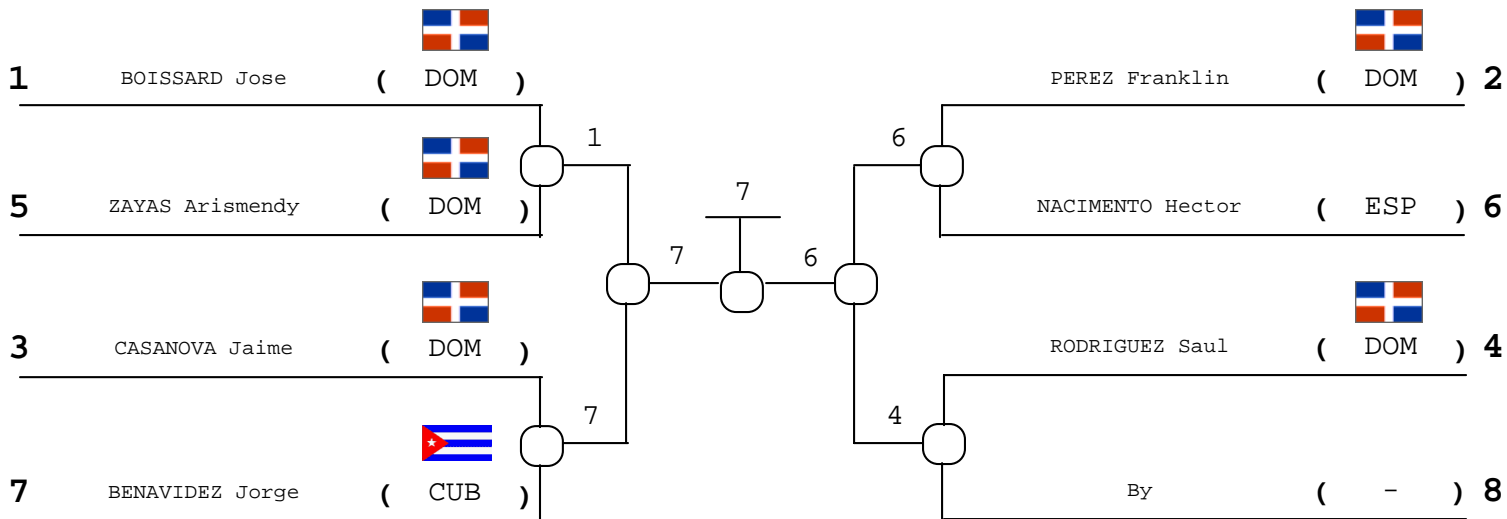 1 BOISSARD Jose ( DOM )
PEREZ Franklin ( DOM ) 2
1
6
5 ZAYAS Arismendy ( DOM )
7
NACIMENTO Hector ( ESP ) 6
7
6
3 CASANOVA Jaime ( DOM )
RODRIGUEZ Saul ( DOM ) 4
7
4
7 BENAVIDEZ Jorge ( CUB )
By ( - ) 8